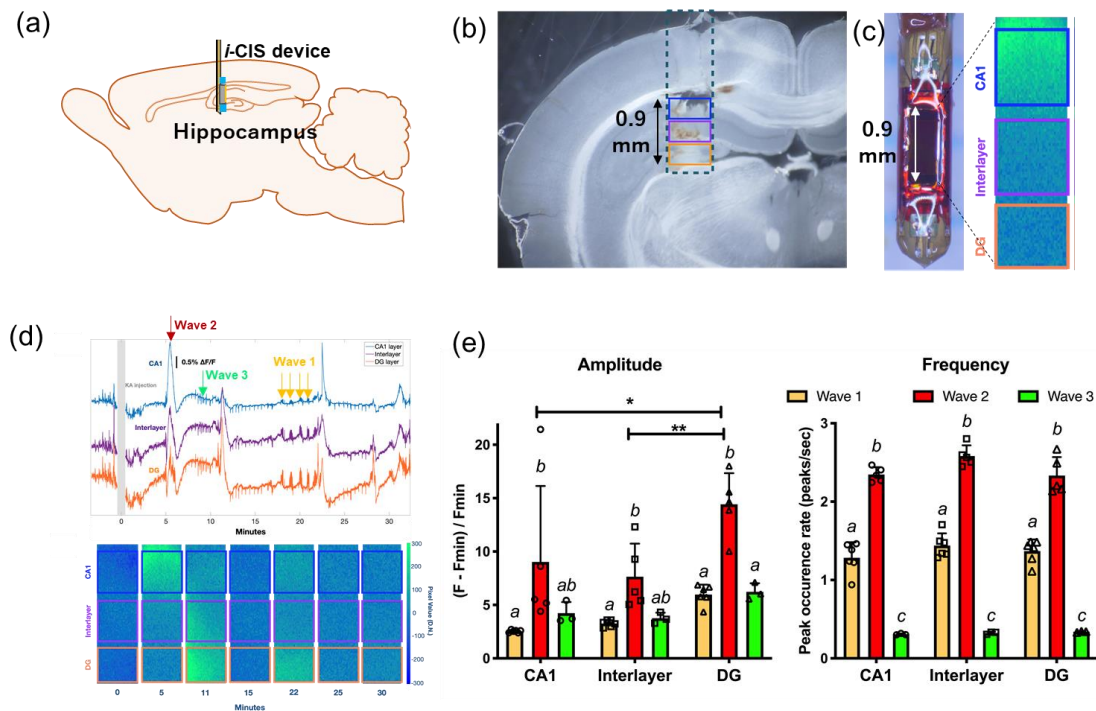 (a)
i-CIS device
Hippocampus
(b)
0.9
mm
(c)
0.9
mm
CA1
Interlayer
DG
(d)
Wave 2
CA1 layer
Interlayer
DG layer
CA1
0.5% ΔF/F
Wave 1
Wave 3
KA Injection
Interlayer
DG
0 5 10 15 20 25 30
Minutes
CA1
Interlayer
DG
300
200
100
0
-100
-200
-300
Pixel Value (D.N.)
0 5 11 15 22 25 30
Minutes
(e)
Amplitude
(F - Fmin) / Fmin
20
15
10
5
0
*
**
a b ab
a b ab
a b a
CA1 Interlayer DG
Frequency
Wave 1 Wave 2 Wave 3
Peak occurence rate (peaks/sec)
3
2
1
0
a b c
a b c
a b c
CA1 Interlayer DG